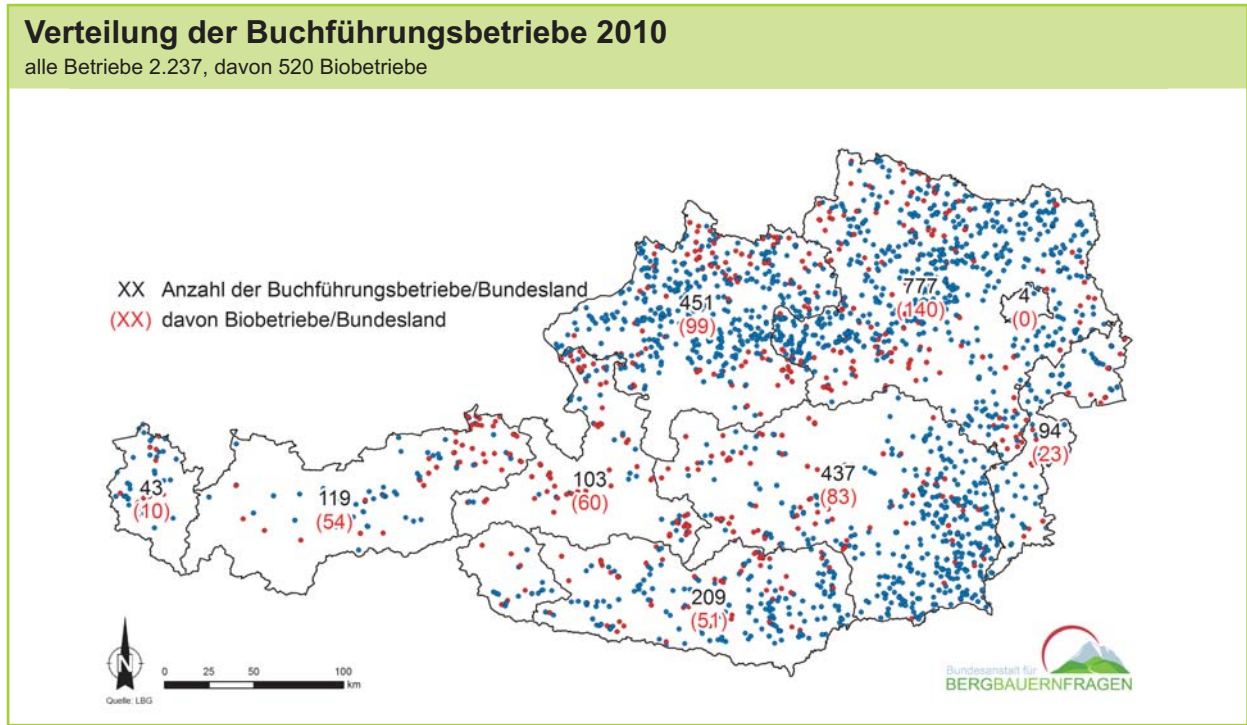 Verteilung der Buchführungsbetriebe 2010
alle Betriebe 2.237, davon 520 Biobetriebe
XX Anzahl der Buchführungsbetriebe/Bundesland
(XX) davon Biobetriebe/Bundesland
451
(99)
777
(140)
4
(0)
94
(23)
43
(10)
119
(54)
103
(60)
437
(83)
209
(51)
N
0 25 50 100
km
Quelle: LBG
Bundesanstalt für
BERGBAUERNFRAGEN